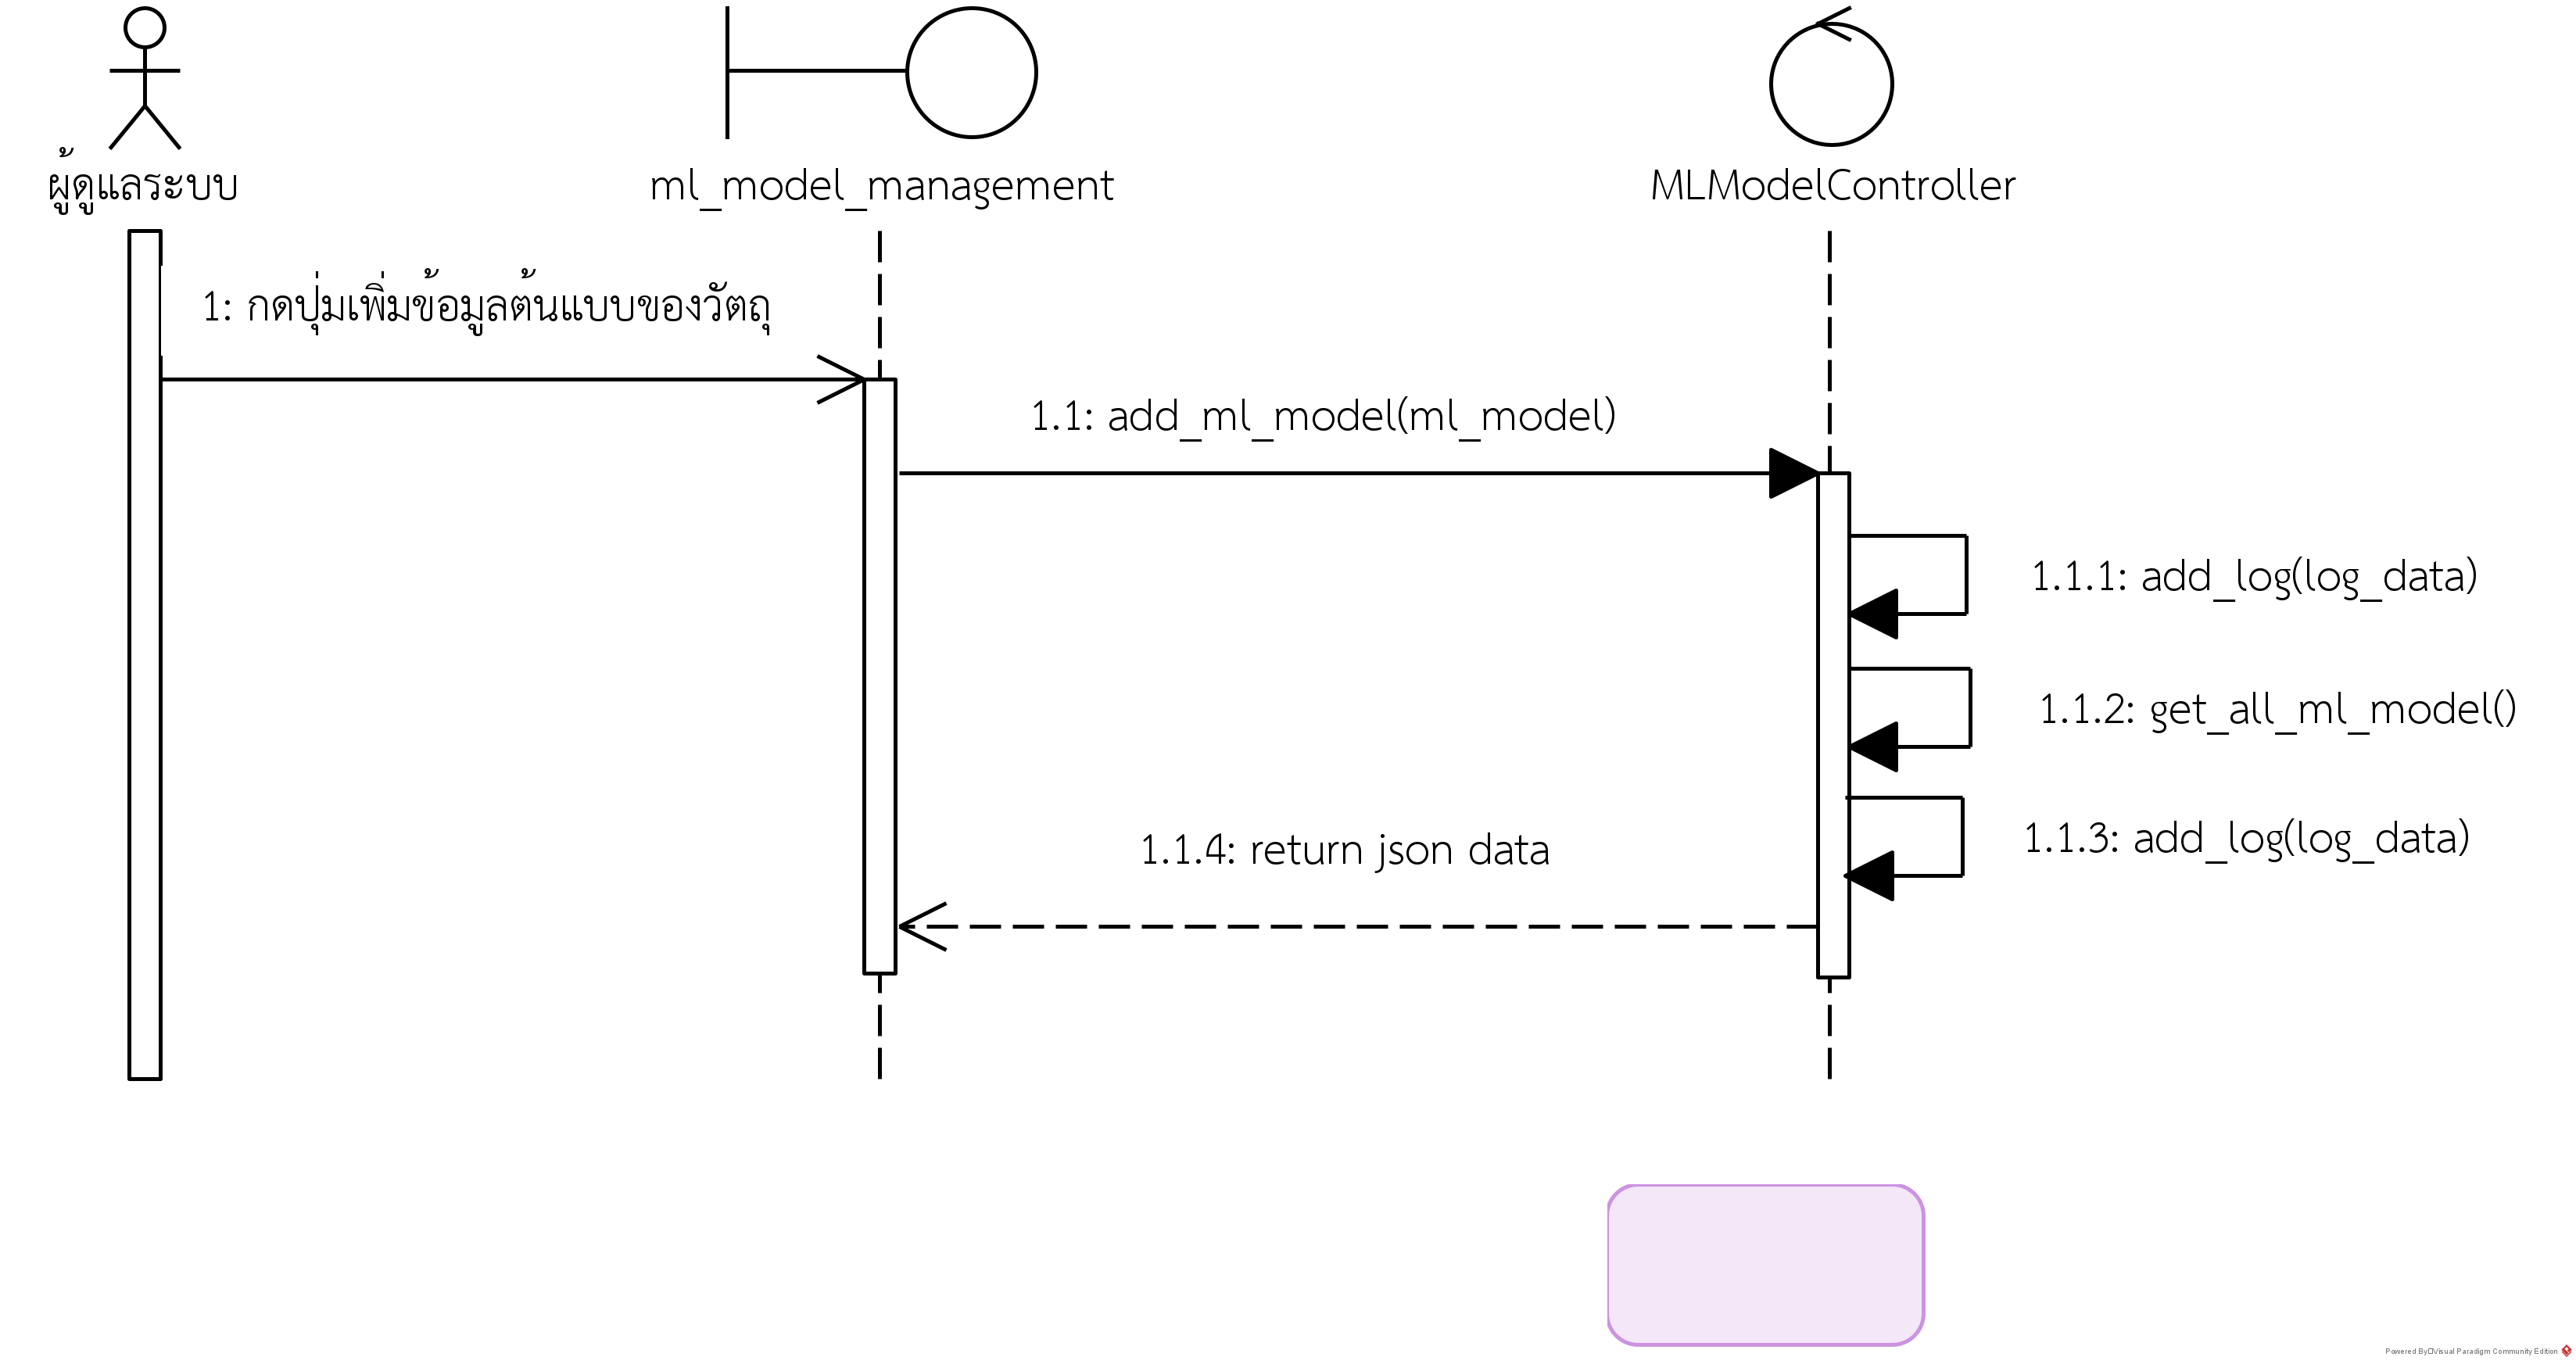 ผู้ดูแลระบบ
ml_model_management
MLModelController
1: กดปุ่มเพิ่มข้อมูลต้นแบบของวัตถุ
1.1: add_ml_model(ml_model)
1.1.1: add_log(log_data)
1.1.2: get_all_ml_model()
1.1.3: add_log(log_data)
1.1.4: return json data
Powered By Visual Paradigm Community Edition